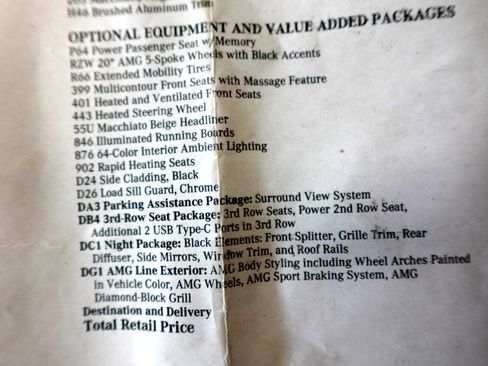 H46 Brushed Aluminum Trim
OPTIONAL EQUIPMENT AND VALUE ADDED PACKAGES
P64 Power Passenger Seat w/Memory
RZW 20" AMG 5-Spoke Wheels with Black Accents
R66 Extended Mobility Tires
399 Multicontour Front Seats with Massage Feature
401 Heated and Ventilated Front Seats
443 Heated Steering Wheel
55U Macchiato Beige Headliner
846 Illuminated Running Boards
876 64-Color Interior Ambient Lighting
902 Rapid Heating Seats
D24 Side Cladding, Black
D26 Load Sill Guard, Chrome
DA3 Parking Assistance Package: Surround View System
DB4 3rd-Row Seat Package: 3rd Row Seats, Power 2nd Row Seat,
Additional 2 USB Type-C Ports in 3rd Row
DC1 Night Package: Black Elements: Front Splitter, Grille Trim, Rear
Diffuser, Side Mirrors, Window Trim, and Roof Rails
DG1 AMG Line Exterior: AMG Body Styling including Wheel Arches Painted
in Vehicle Color, AMG Wheels, AMG Sport Braking System, AMG
Diamond-Block Grill
Destination and Delivery
Total Retail Price